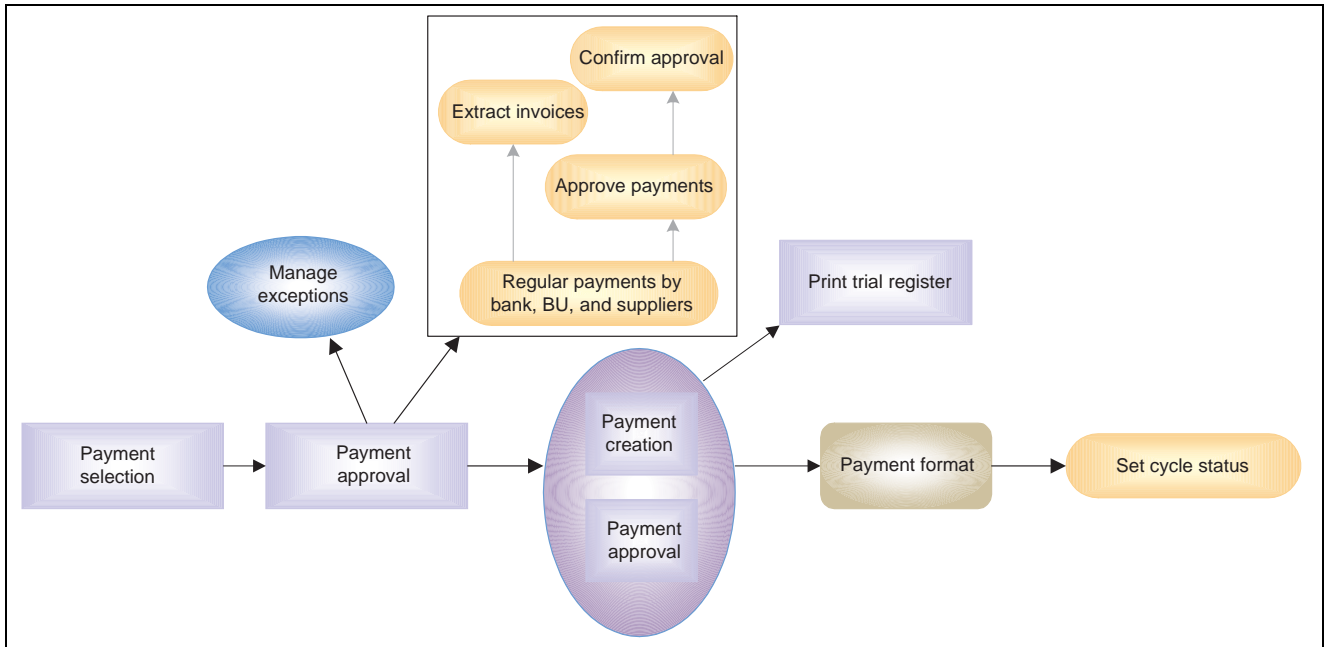 Confirm approval
Extract invoices
Approve payments
Regular payments by
bank, BU, and suppliers
Manage
exceptions
Print trial register
Payment
selection
Payment
approval
Payment
creation
Payment
approval
Payment format
Set cycle status